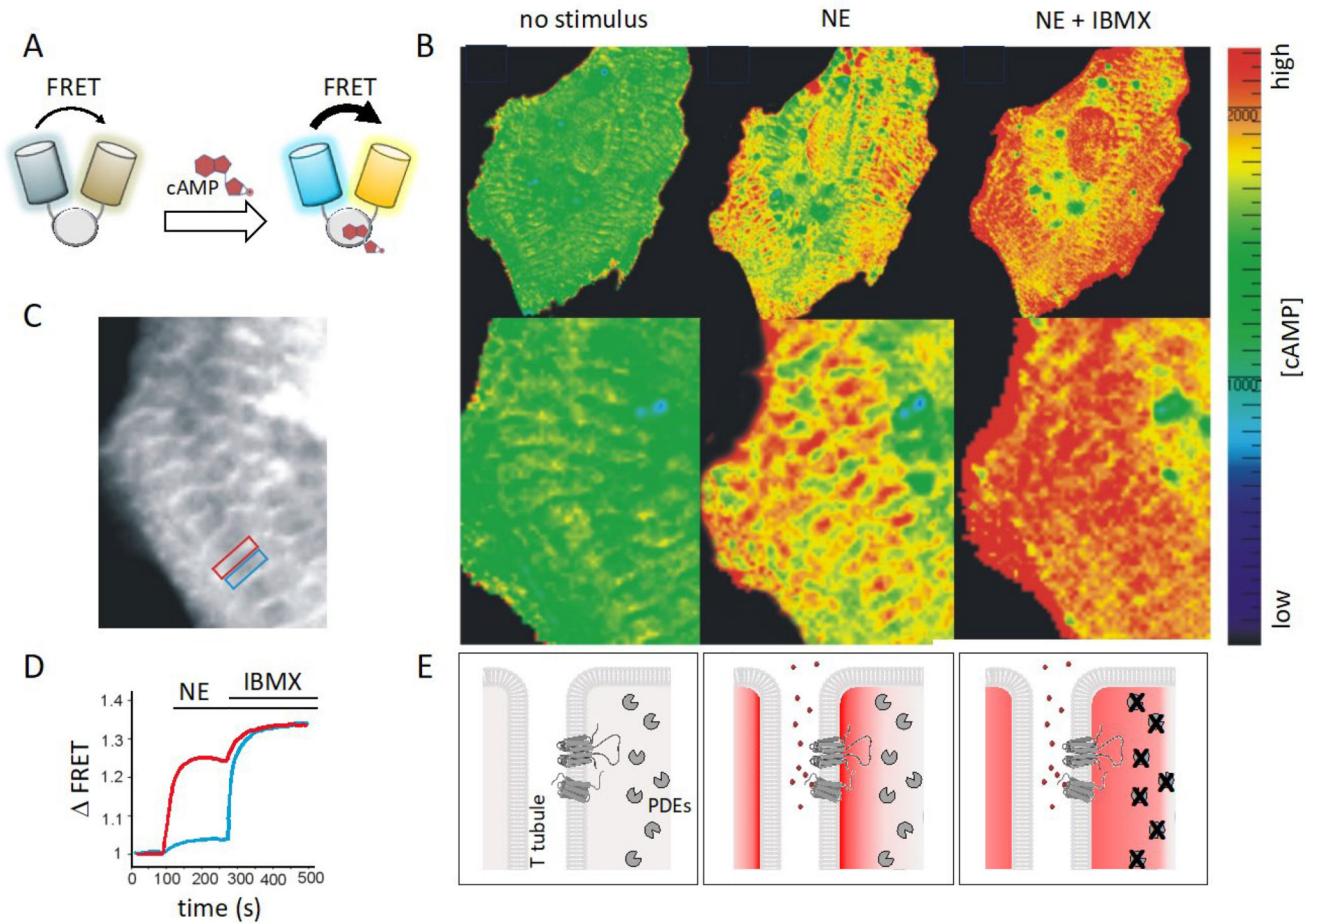 A
FRET
FRET
cAMP
B
no stimulus
NE
NE + IBMX
high
2000
1000
[cAMP]
low
C
D
NE
IBMX
1.4
1.3
1.2
1.1
1
Δ FRET
0
100
200
300
400
500
time (s)
E
T tubule
PDEs